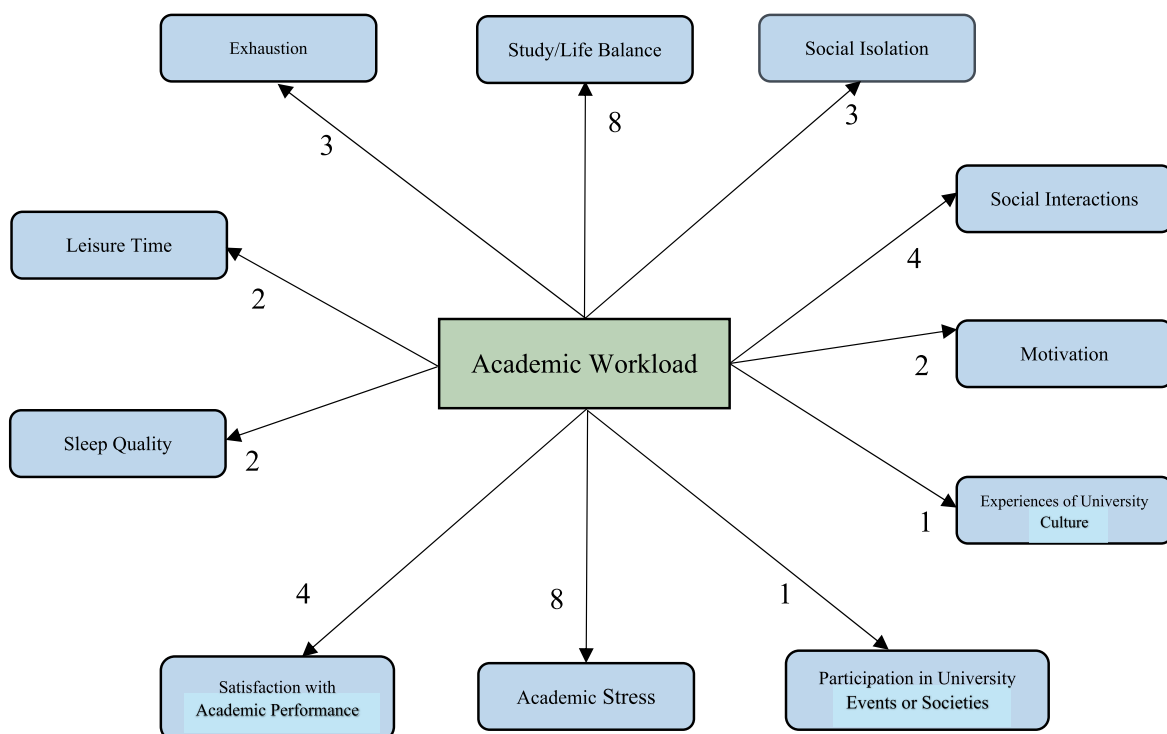 Exhaustion
Study/Life Balance
Social Isolation
3
8
3
Social Interactions
Leisure Time
4
2
Academic Workload
Motivation
2
Sleep Quality
2
Experiences of University
Culture
1
4
8
1
Satisfaction with
Academic Performance
Academic Stress
Participation in University
Events or Societies